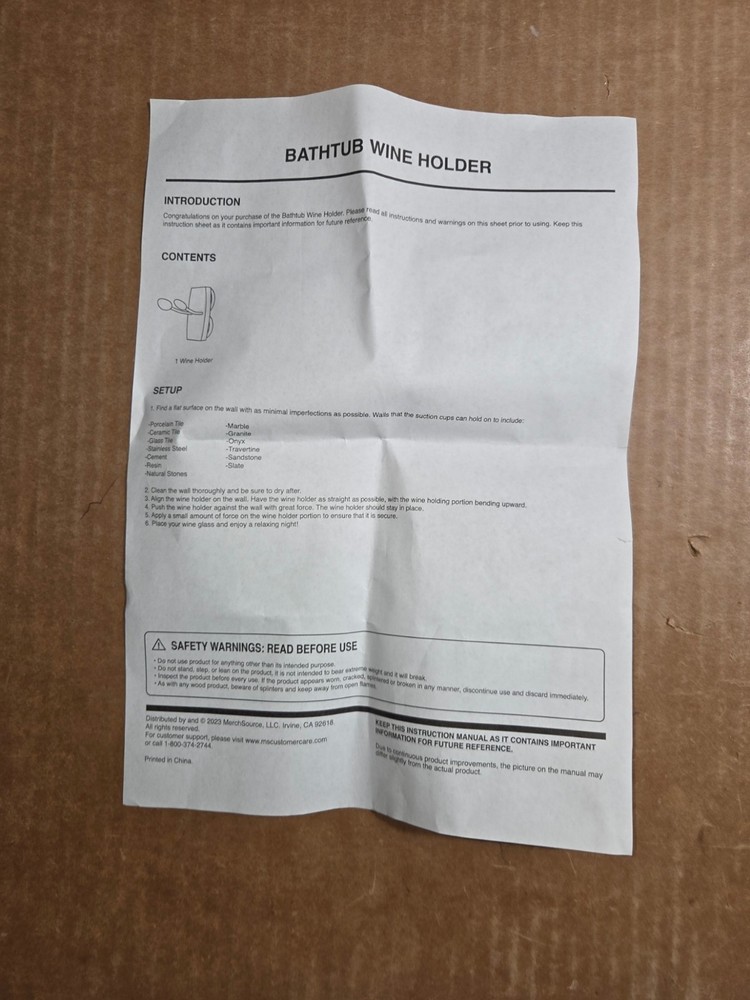 BATHTUB WINE HOLDER
INTRODUCTION
Congratulations on your purchase of the Bathtub Wine Holder. Please read all instructions and warnings on this sheet prior to using. Keep this
instruction sheet as it contains important information for future reference.
CONTENTS
1 Wine Holder
SETUP
1. Find a flat surface on the wall with as minimal imperfections as possible. Walls that the suction cups can hold on to include:
-Porcelain Tile
-Ceramic Tile
-Glass Tile
-Stainless Steel
-Cement
-Resin
-Natural Stones
-Marble
-Granite
-Onyx
-Travertine
-Sandstone
-Slate
2. Clean the wall thoroughly and be sure to dry after.
3. Align the wine holder on the wall. Have the wine holder as straight as possible, with the wine holding portion bending upward.
4. Push the wine holder against the wall with great force. The wine holder should stay in place.
5. Apply a small amount of force on the wine holder portion to ensure that it is secure.
6. Place your wine glass and enjoy a relaxing night!
SAFETY WARNINGS: READ BEFORE USE
• Do not use product for anything other than its intended purpose.
• Do not stand, step, or lean on the product, it is not intended to bear extreme weight and it will break.
• Inspect the product before every use. If the product appears worn, cracked, splintered or broken in any manner, discontinue use and discard immediately.
• As with any wood product, beware of splinters and keep away from open flames.
Distributed by and © 2023 MerchSource, LLC. Irvine, CA 92618.
All rights reserved.
For customer support, please visit www.mscustomercare.com
or call 1-800-374-2744.
Printed in China.
KEEP THIS INSTRUCTION MANUAL AS IT CONTAINS IMPORTANT
INFORMATION FOR FUTURE REFERENCE.
Due to continuous product improvements, the picture on the manual may
differ slightly from the actual product.